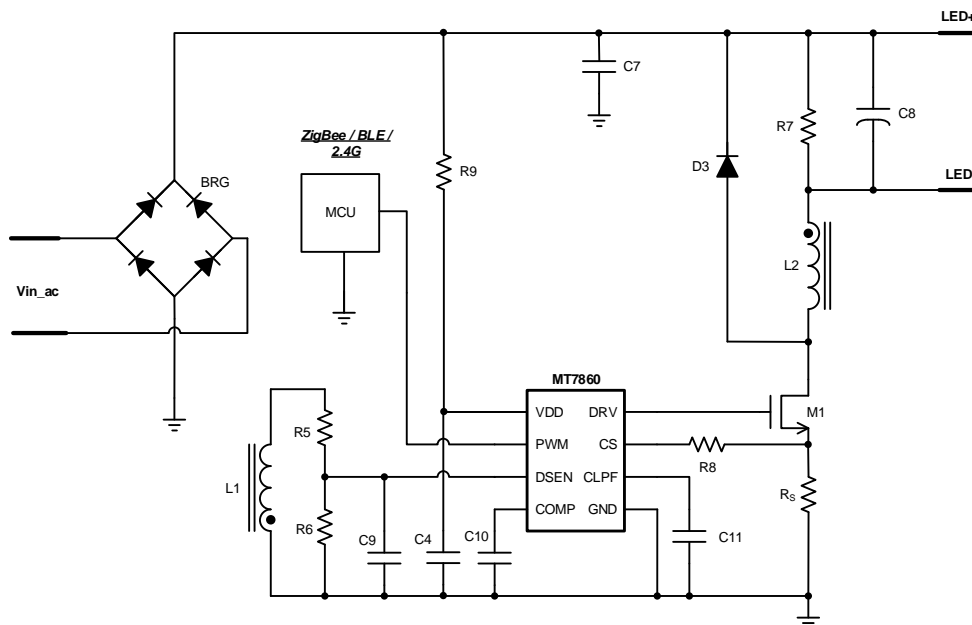 LED+
C7
R7
C8
ZigBee / BLE /
2.4G
BRG
R9
D3
LED-
MCU
L2
Vin_ac
MT7860
VDD
DRV
M1
R5
PWM
CS
R8
L1
DSEN
CLPF
RS
R6
COMP
GND
C9
C4
C10
C11